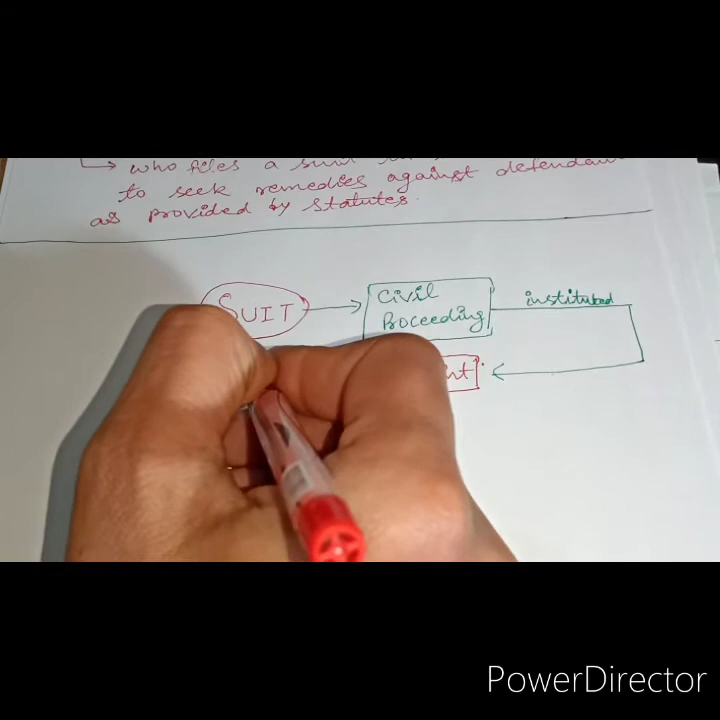 who files a suit
to seek remedies against defendant
as provided by statutes.
SUIT
Civil
Proceeding
instituted
PowerDirector